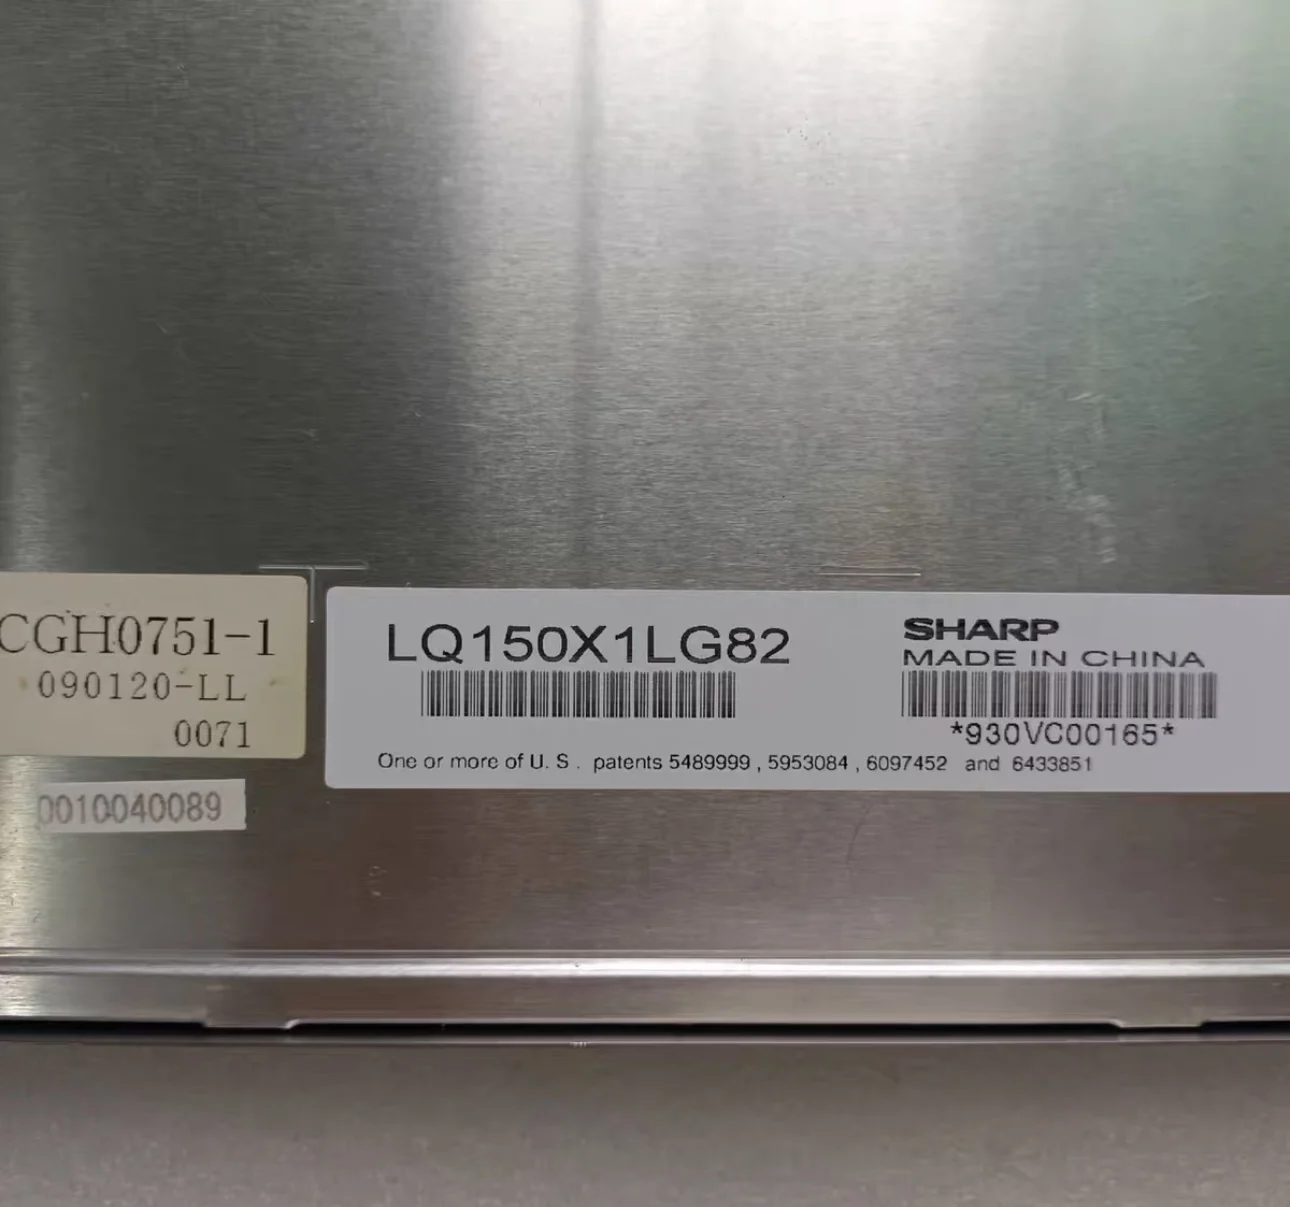 CGH0751-1
090120-LL
0071
0010040089
LQ150X1LG82
SHARP
MADE IN CHINA
*930VC00165*
One or more of U. S . patents 5489999 , 5953084 , 6097452 and 6433851